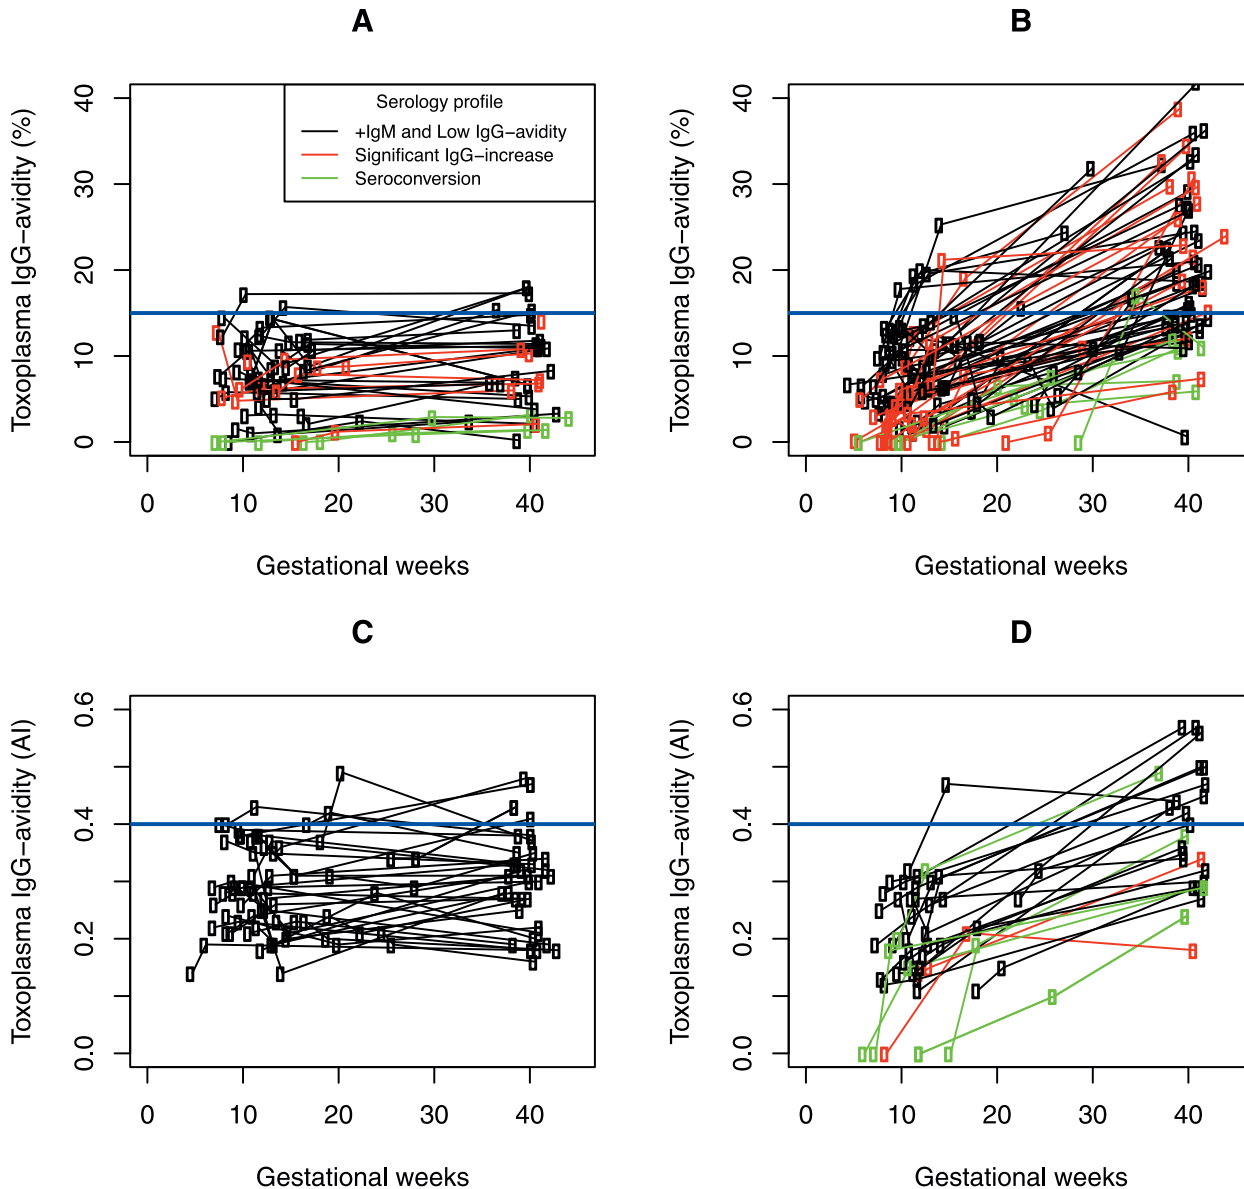 A
Toxoplasma IgG−avidity (%)
40
30
20
10
0
Serology profile
+IgM and Low IgG−avidity
Significant IgG−increase
Seroconversion
0 10 20 30 40
Gestational weeks
B
Toxoplasma IgG−avidity (%)
40
30
20
10
0
0 10 20 30 40
Gestational weeks
C
Toxoplasma IgG−avidity (AI)
0.6
0.4
0.2
0.0
0 10 20 30 40
Gestational weeks
D
Toxoplasma IgG−avidity (AI)
0.6
0.4
0.2
0.0
0 10 20 30 40
Gestational weeks